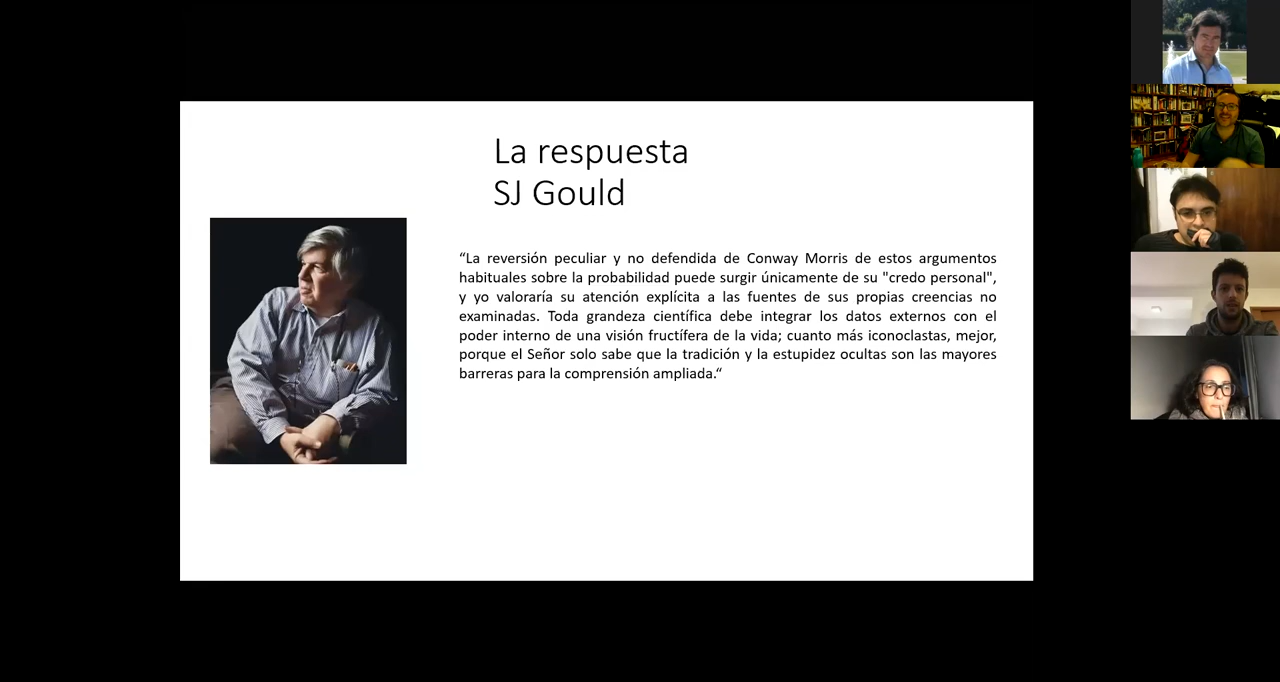 La respuesta
SJ Gould
“La reversión peculiar y no defendida de Conway Morris de estos argumentos
habituales sobre la probabilidad puede surgir únicamente de su "credo personal",
y yo valoraría su atención explícita a las fuentes de sus propias creencias no
examinadas. Toda grandeza científica debe integrar los datos externos con el
poder interno de una visión fructífera de la vida; cuanto más iconoclastas, mejor,
porque el Señor solo sabe que la tradición y la estupidez ocultas son las mayores
barreras para la comprensión ampliada.“